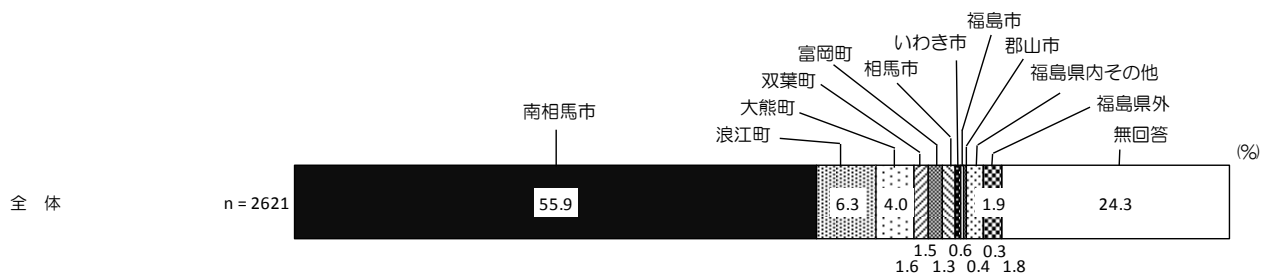 福島市
いわき市 郡山市
富岡町 相馬市 福島県内その他
双葉町
大熊町 福島県外
南相馬市 浪江町 無回答
(%)
全 体 n = 2621 55.9 6.3 4.0 1.9 24.3
1.5 0.6 0.3
1.6 1.3 0.4 1.8